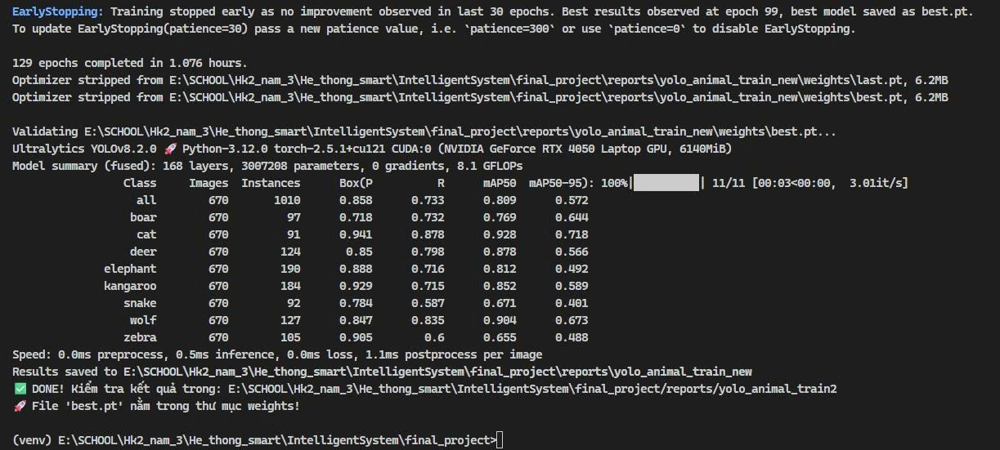 EarlyStopping: Training stopped early as no improvement observed in last 30 epochs. Best results observed at epoch 99, best model saved as best.pt.
To update EarlyStopping(patience=30) pass a new patience value, i.e. `patience=300` or use `patience=0` to disable EarlyStopping.
129 epochs completed in 1.076 hours.
Optimizer stripped from E:\SCHOOL\Hk2_nam_3\He_thong_smart\IntelligentSystem\final_project\reports\yolo_animal_train_new\weights\last.pt, 6.2MB
Optimizer stripped from E:\SCHOOL\Hk2_nam_3\He_thong_smart\IntelligentSystem\final_project\reports\yolo_animal_train_new\weights\best.pt, 6.2MB
Validating E:\SCHOOL\Hk2_nam_3\He_thong_smart\IntelligentSystem\final_project\reports\yolo_animal_train_new\weights\best.pt...
Ultralytics YOLOv8.2.0 🚀 Python-3.12.0 torch-2.5.1+cu121 CUDA:0 (NVIDIA GeForce RTX 4050 Laptop GPU, 6140MiB)
Model summary (fused): 168 layers, 3007208 parameters, 0 gradients, 8.1 GFLOPs
Class Images Instances Box(P R mAP50 mAP50-95): 100%|██████████| 11/11 [00:03<00:00, 3.01it/s]
all 670 1010 0.858 0.733 0.809 0.572
boar 670 97 0.718 0.732 0.769 0.644
cat 670 91 0.941 0.878 0.928 0.718
deer 670 124 0.85 0.798 0.878 0.566
elephant 670 190 0.888 0.716 0.812 0.492
kangaroo 670 184 0.929 0.715 0.852 0.589
snake 670 92 0.784 0.587 0.671 0.401
wolf 670 127 0.847 0.835 0.904 0.673
zebra 670 105 0.905 0.6 0.655 0.488
Speed: 0.0ms preprocess, 0.5ms inference, 0.0ms loss, 1.1ms postprocess per image
Results saved to E:\SCHOOL\Hk2_nam_3\He_thong_smart\IntelligentSystem\final_project\reports\yolo_animal_train_new
✅ DONE! Kiểm tra kết quả trong: E:\SCHOOL\Hk2_nam_3\He_thong_smart\IntelligentSystem\final_project/reports/yolo_animal_train2
🚀 File 'best.pt' nằm trong thư mục weights!
(venv) E:\SCHOOL\Hk2_nam_3\He_thong_smart\IntelligentSystem\final_project>